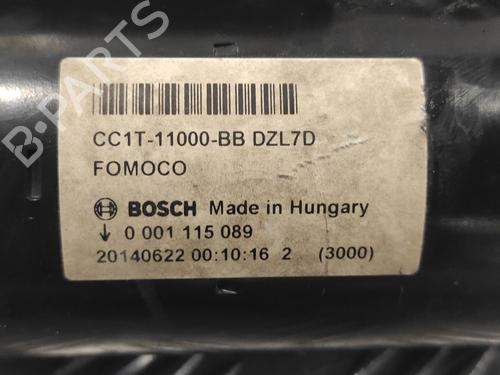 B-PARTS
CC1T-11000-BB DZL7D
FOMOCO
BOSCH Made in Hungary
↓ 0 001 115 089
20140622 00:10:16 2 (3000)